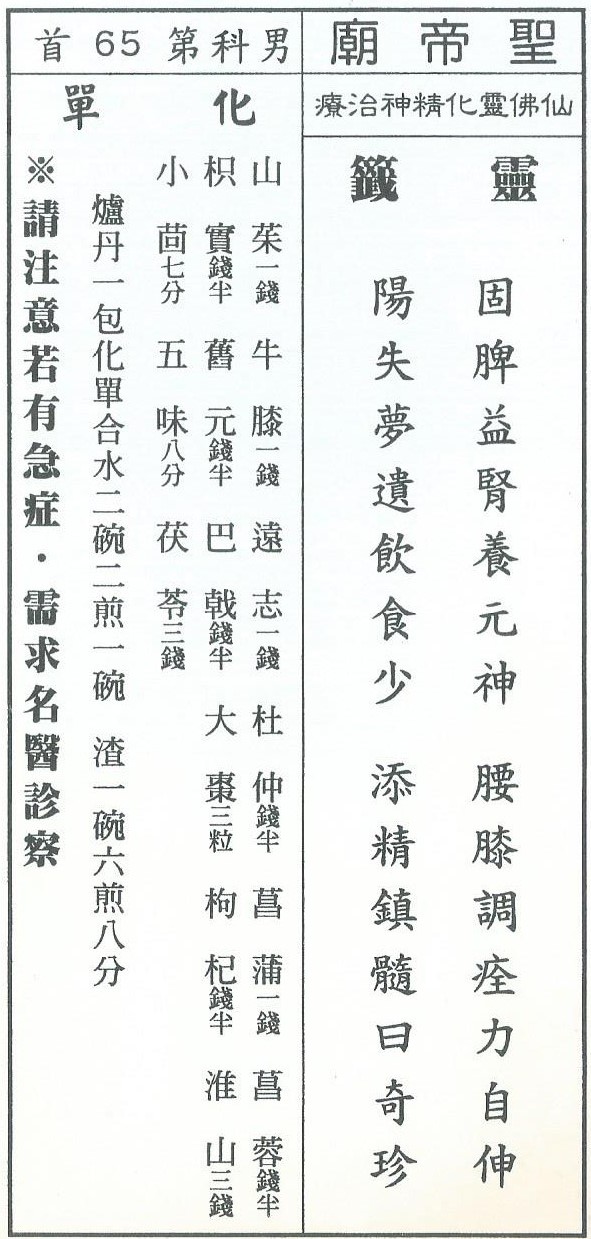 聖帝廟
仙佛靈化精神治療
靈籤
固脾益腎養元神 腰膝調痊力自伸
陽失夢遺飲食少 添精鎮髓曰奇珍
男科第65首
化單
山茱一錢 牛膝一錢 遠志一錢 杜仲錢半 菖蒲一錢 菖蓉錢半
枳實錢半 舊元錢半 巴戟錢半 大棗三粒 枸杞錢半 淮山三錢
小茴七分 五味八分 茯苓三錢
爐丹一包化單合水二碗二煎一碗 渣一碗六煎八分
※請注意若有急症・需求名醫診察